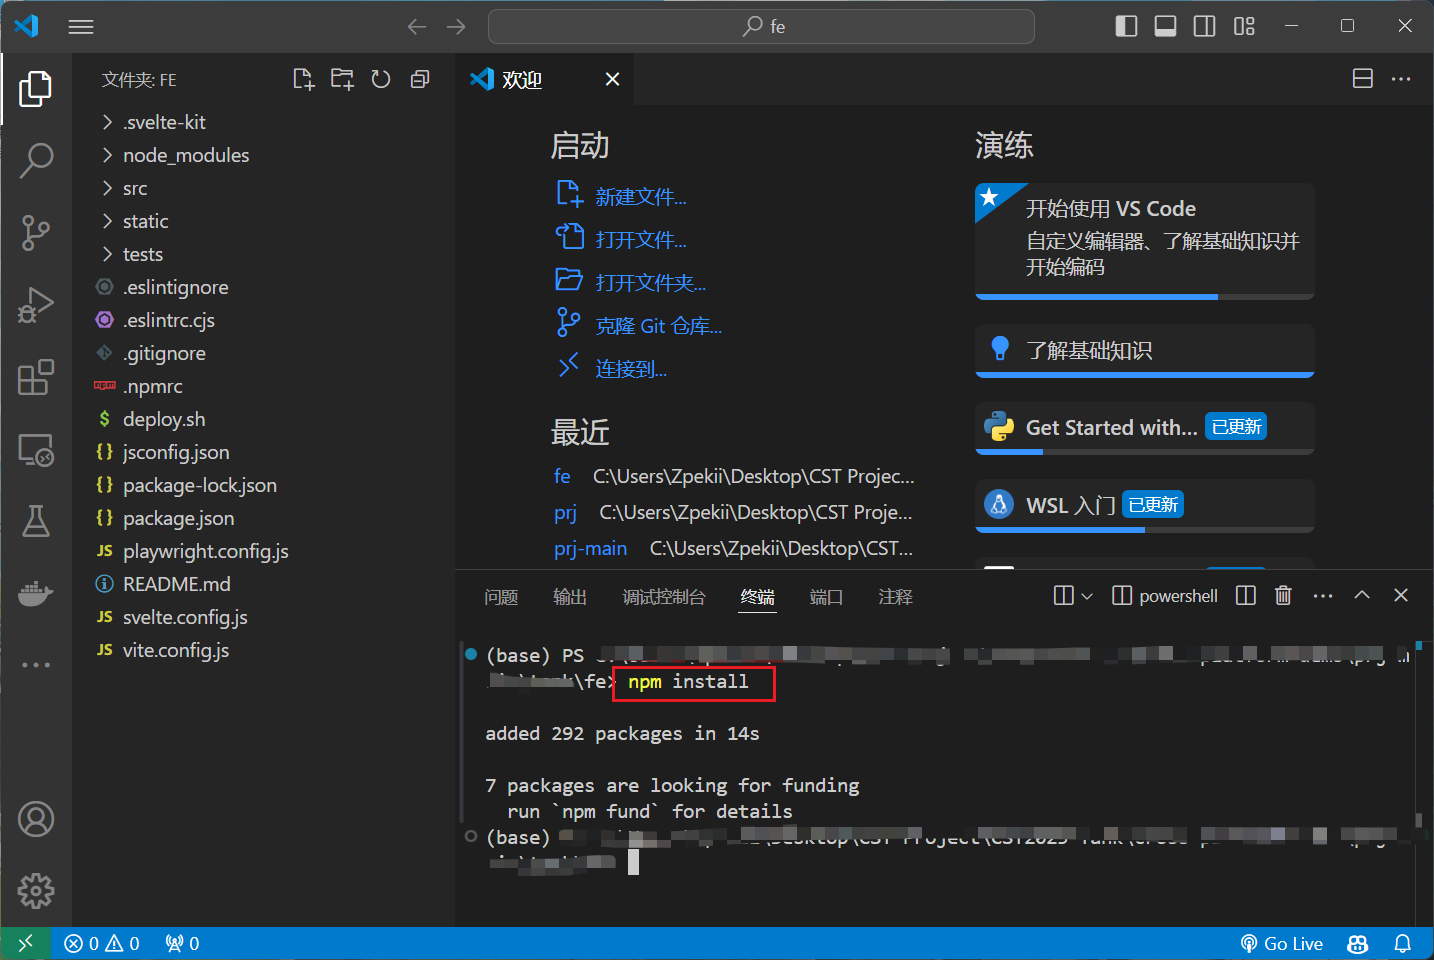 fe
文件夹: FE
.svelte-kit
node_modules
src
static
tests
.eslintignore
.eslintrc.cjs
.gitignore
.npmrc
deploy.sh
jsconfig.json
package-lock.json
package.json
playwright.config.js
README.md
svelte.config.js
vite.config.js
欢迎
启动
新建文件...
打开文件...
打开文件夹...
克隆 Git 仓库...
连接到...
最近
fe C:\Users\Zpekii\Desktop\CST Projec...
prj C:\Users\Zpekii\Desktop\CST Proje...
prj-main C:\Users\Zpekii\Desktop\CST...
演练
开始使用 VS Code
自定义编辑器、了解基础知识并
开始编码
了解基础知识
Get Started with... 已更新
WSL 入门 已更新
问题 输出 调试控制台 终端 端口 注释
powershell
(base) PS
\fe> npm install
added 292 packages in 14s
7 packages are looking for funding
run `npm fund` for details
(base)
0 0 0
Go Live